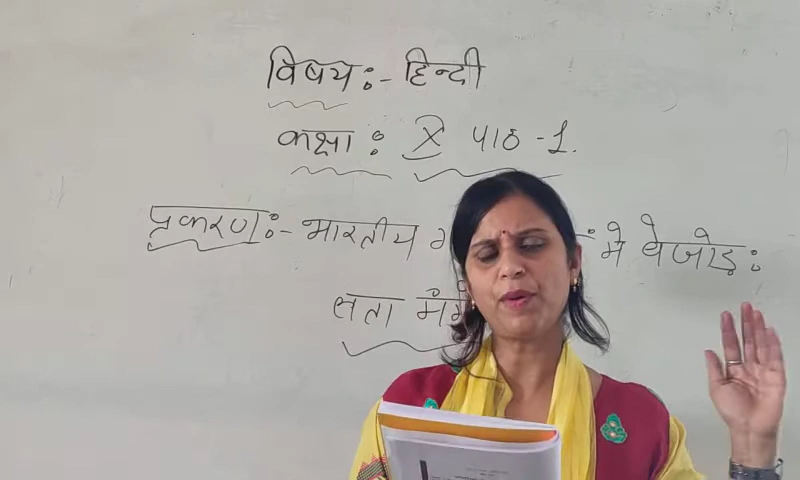 विषय :- हिन्दी
कक्षा : X पाठ - 1.
प्रकरण :- भारतीय में बेजोड़ :
लता